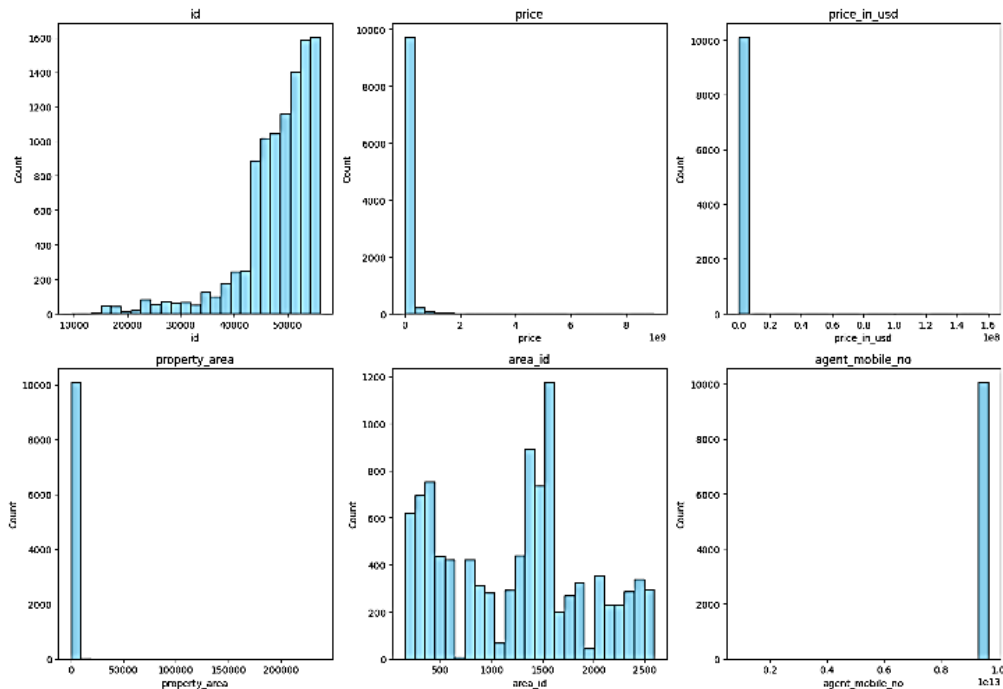 id
price
price_in_usd
1600
1400
1200
1000
800
600
400
200
0
Count
10000 20000 30000 40000 50000
id
10000
8000
6000
4000
2000
0
Count
0 2 4 6 8
1e9
price
10000
8000
6000
4000
2000
0
Count
0.0 0.2 0.4 0.6 0.8 1.0 1.2 1.4 1.6
1e8
price_in_usd
property_area
area_id
agent_mobile_no
10000
8000
6000
4000
2000
0
Count
0 50000 100000 150000 200000
property_area
1200
1000
800
600
400
200
0
Count
500 1000 1500 2000 2500
area_id
10000
8000
6000
4000
2000
0
Count
0.2 0.4 0.6 0.8 1.0
1e13
agent_mobile_no